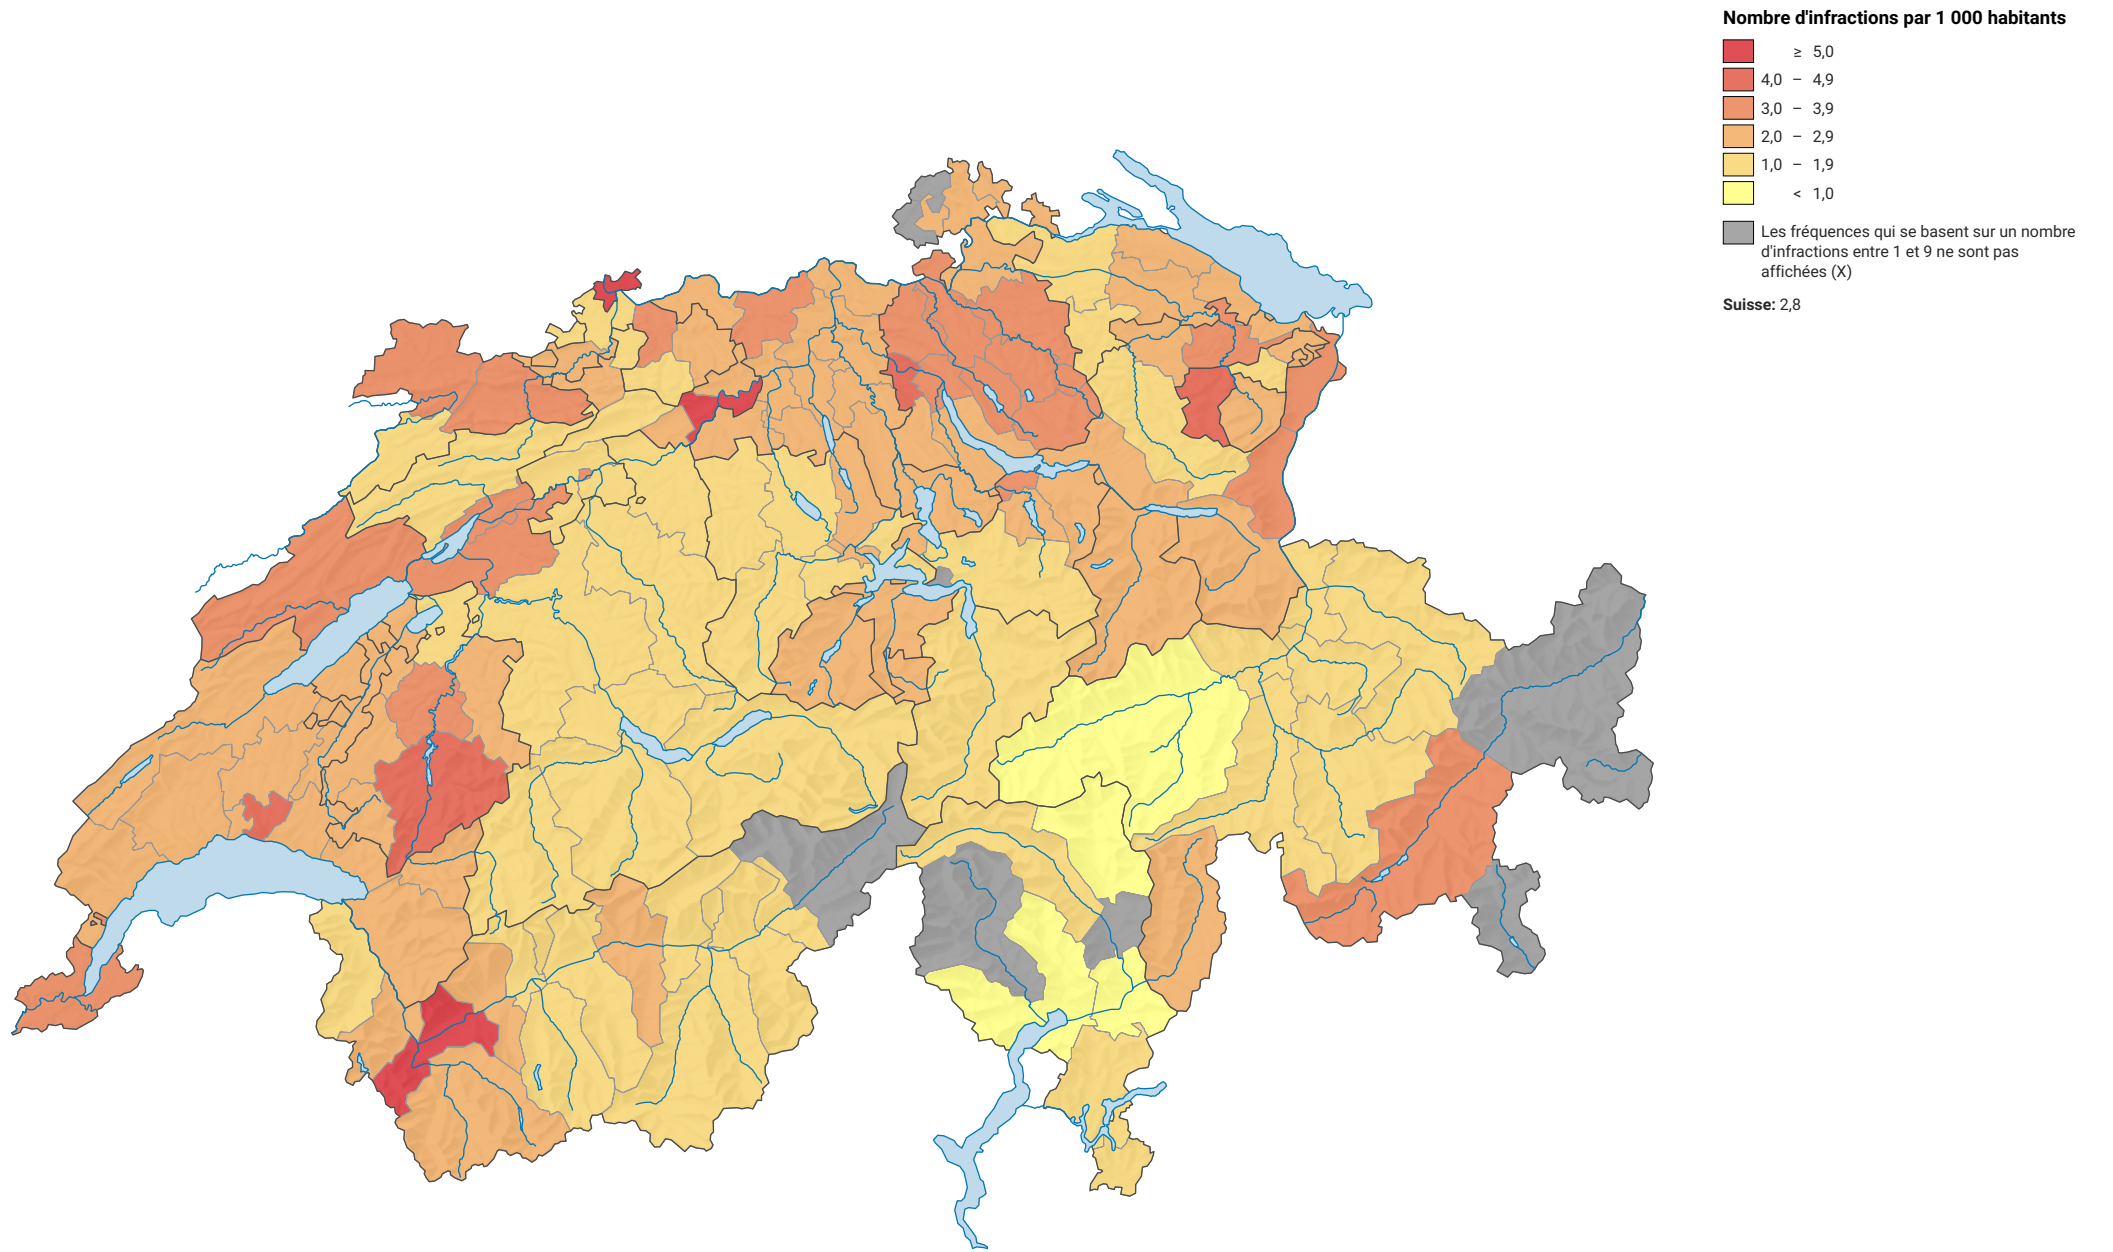 Nombre d'infractions par 1 000 habitants
≥ 5,0
4,0 – 4,9
3,0 – 3,9
2,0 – 2,9
1,0 – 1,9
< 1,0
Les fréquences qui se basent sur un nombre
d'infractions entre 1 et 9 ne sont pas
affichées (X)
Suisse: 2,8